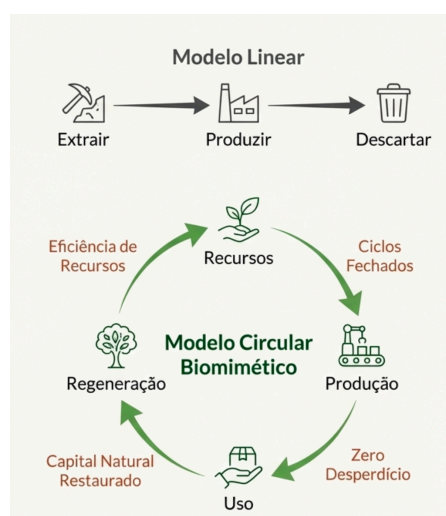 Modelo Linear
Extrair
Produzir
Descartar
Recursos
Eficiência de
Recursos
Ciclos
Fechados
Modelo Circular
Biomimético
Regeneração
Produção
Capital Natural
Restaurado
Zero
Desperdício
Uso